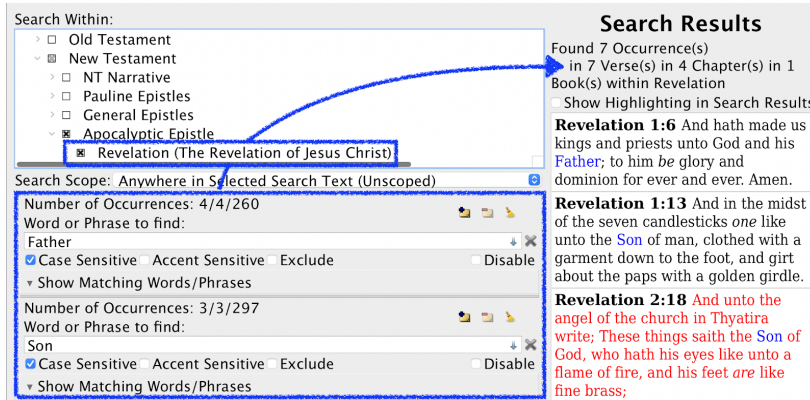 Search Within:
Old Testament
New Testament
NT Narrative
Pauline Epistles
General Epistles
Apocalyptic Epistle
Revelation (The Revelation of Jesus Christ)
Search Scope: Anywhere in Selected Search Text (Unscoped)
Number of Occurrences: 4/4/260
Word or Phrase to find:
Father
Case Sensitive Accent Sensitive Exclude Disable
Show Matching Words/Phrases
Number of Occurrences: 3/3/297
Word or Phrase to find:
Son
Case Sensitive Accent Sensitive Exclude Disable
Show Matching Words/Phrases
Search Results
Found 7 Occurrence(s)
in 7 Verse(s) in 4 Chapter(s) in 1
Book(s) within Revelation
Show Highlighting in Search Results
Revelation 1:6 And hath made us
kings and priests unto God and his
Father; to him be glory and
dominion for ever and ever. Amen.
Revelation 1:13 And in the midst
of the seven candlesticks one like
unto the Son of man, clothed with a
garment down to the foot, and girt
about the paps with a golden girdle.
Revelation 2:18 And unto the
angel of the church in Thyatira
write; These things saith the Son of
God, who hath his eyes like unto a
flame of fire, and his feet are like
fine brass;